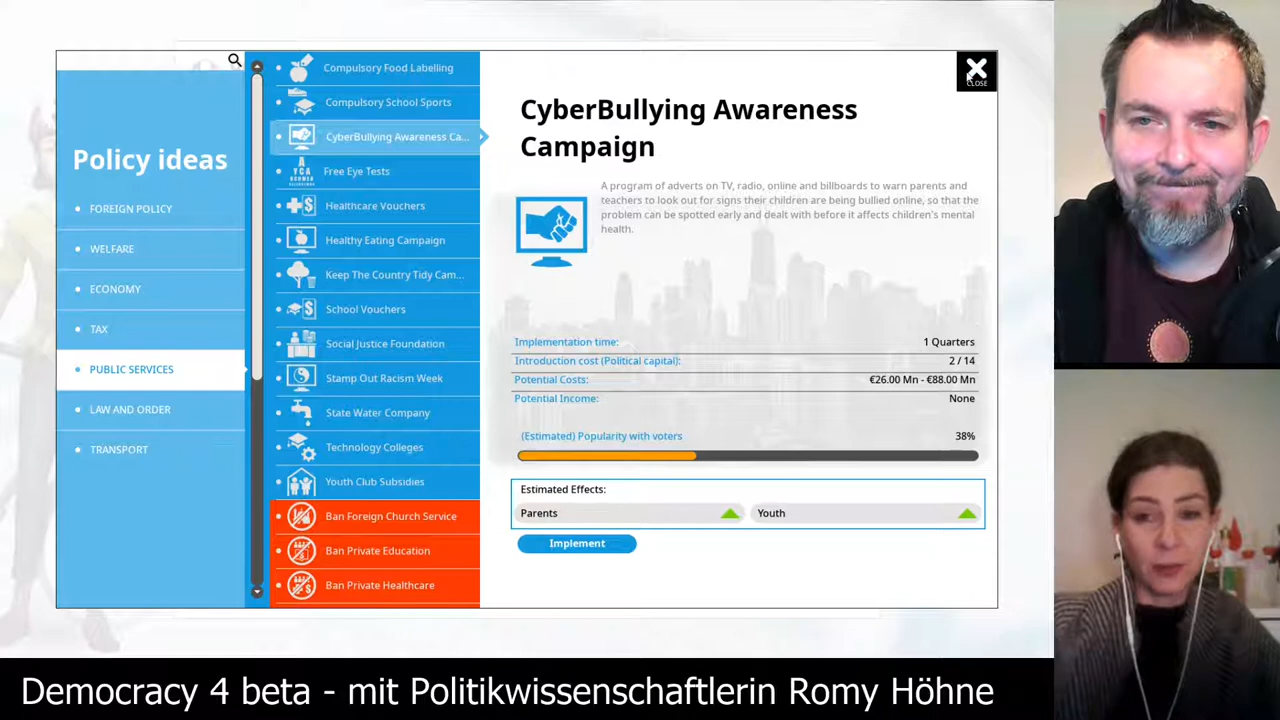 Policy ideas
FOREIGN POLICY
WELFARE
ECONOMY
TAX
PUBLIC SERVICES
LAW AND ORDER
TRANSPORT
Compulsory Food Labelling
Compulsory School Sports
CyberBullying Awareness Ca...
Free Eye Tests
Healthcare Vouchers
Healthy Eating Campaign
Keep The Country Tidy Cam...
School Vouchers
Social Justice Foundation
Stamp Out Racism Week
State Water Company
Technology Colleges
Youth Club Subsidies
Ban Foreign Church Service
Ban Private Education
Ban Private Healthcare
CLOSE
CyberBullying Awareness
Campaign
A program of adverts on TV, radio, online and billboards to warn parents and
teachers to look out for signs their children are being bullied online, so that the
problem can be spotted early and dealt with before it affects children's mental
health.
Implementation time: 1 Quarters
Introduction cost (Political capital): 2 / 14
Potential Costs: €26.00 Mn - €88.00 Mn
Potential Income: None
(Estimated) Popularity with voters 38%
Estimated Effects:
Parents Youth
Implement
Democracy 4 beta - mit Politikwissenschaftlerin Romy Höhne